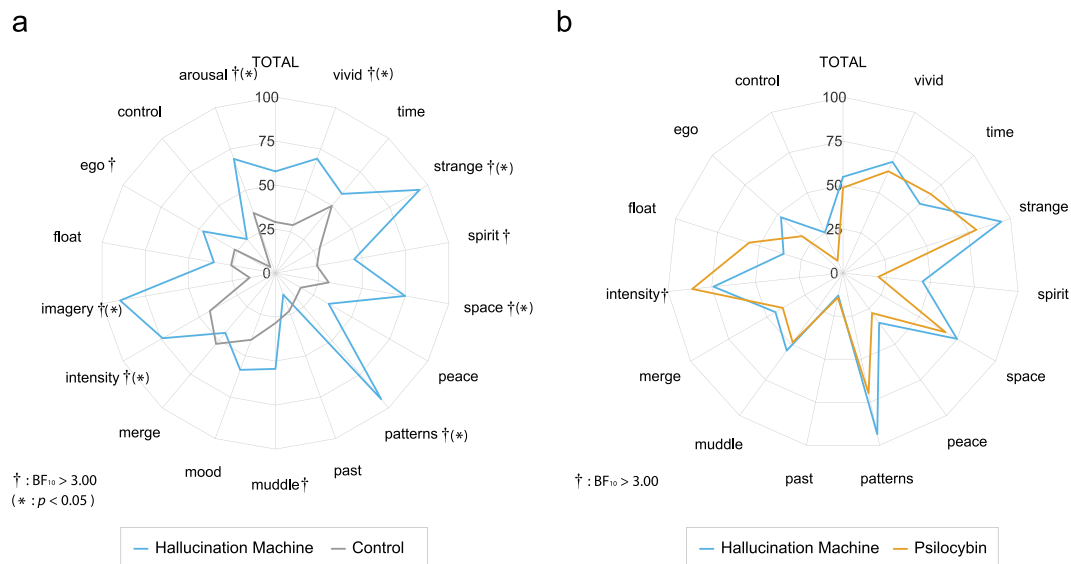 a
TOTAL
arousal †(*)
vivid †(*)
control
time
ego †
strange †(*)
float
spirit †
imagery †(*)
space †(*)
intensity †(*)
peace
merge
patterns †(*)
mood
past
muddle†
100
75
50
25
0
† : BF₁₀ > 3.00
(* : p < 0.05 )
Hallucination Machine
Control
b
TOTAL
control
vivid
ego
time
float
strange
intensity†
spirit
merge
space
muddle
peace
past
patterns
100
75
50
25
0
† : BF₁₀ > 3.00
Hallucination Machine
Psilocybin